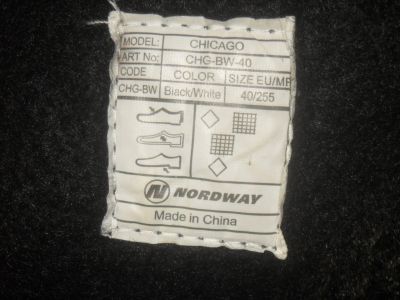 MODEL: CHICAGO
ART No: CHG-BW-40
CODE COLOR SIZE EU/MP
CHG-BW Black/White 40/255
NORDWAY
Made in China